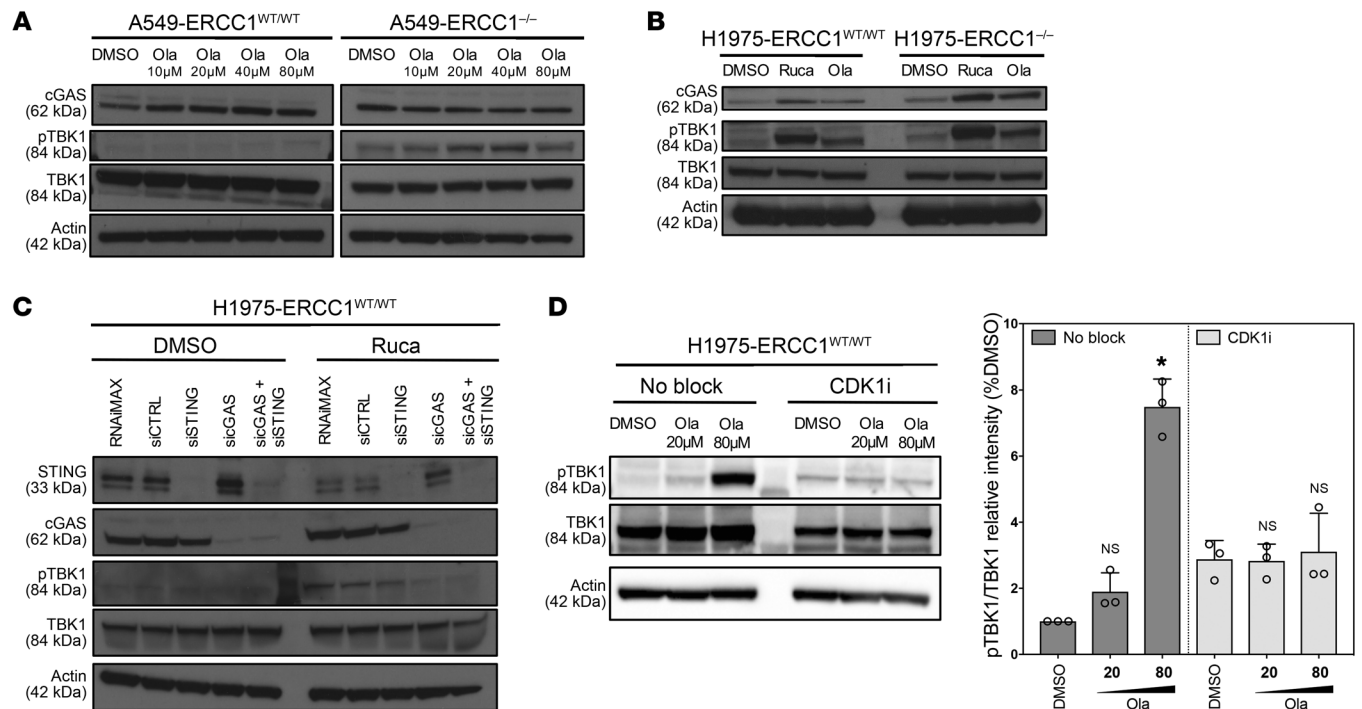 A
A549-ERCC1WT/WT
A549-ERCC1–/–
DMSO Ola 10µM Ola 20µM Ola 40µM Ola 80µM
DMSO Ola 10µM Ola 20µM Ola 40µM Ola 80µM
cGAS
(62 kDa)
pTBK1
(84 kDa)
TBK1
(84 kDa)
Actin
(42 kDa)
B
H1975-ERCC1WT/WT H1975-ERCC1–/–
DMSO Ruca Ola DMSO Ruca Ola
cGAS
(62 kDa)
pTBK1
(84 kDa)
TBK1
(84 kDa)
Actin
(42 kDa)
C
H1975-ERCC1WT/WT
DMSO Ruca
RNAiMAX
siCTRL
siSTING
sicGAS
sicGAS +
siSTING
RNAiMAX
siCTRL
siSTING
sicGAS
sicGAS +
siSTING
STING
(33 kDa)
cGAS
(62 kDa)
pTBK1
(84 kDa)
TBK1
(84 kDa)
Actin
(42 kDa)
D
H1975-ERCC1WT/WT
No block CDK1i
DMSO Ola 20µM Ola 80µM DMSO Ola 20µM Ola 80µM
pTBK1
(84 kDa)
TBK1
(84 kDa)
Actin
(42 kDa)
pTBK1/TBK1 relative intensity (%DMSO)
10
8
6
4
2
0
No block
CDK1i
NS
*
NS
NS
DMSO 20 80 DMSO 20 80
Ola Ola